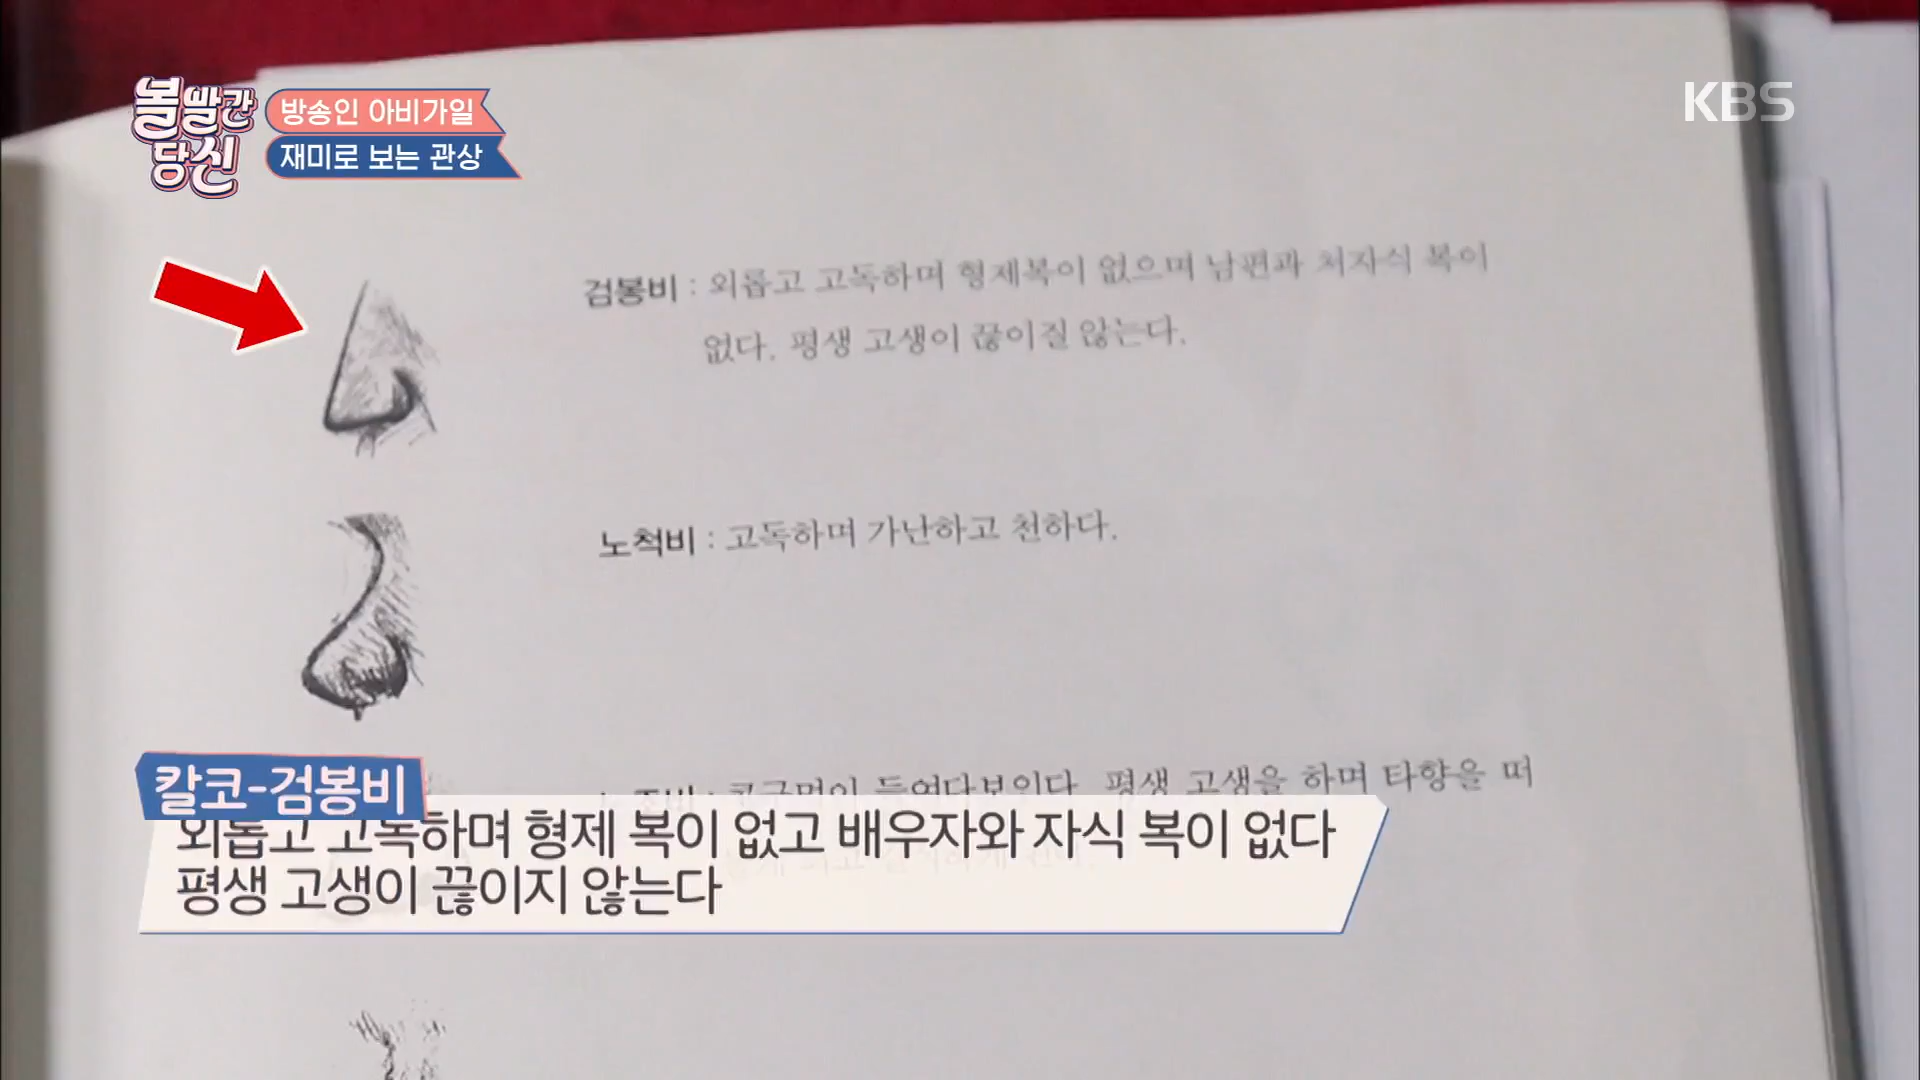 볼빨간
당신
방송인 아비가일
재미로 보는 관상
KBS
검봉비 : 외롭고 고독하며 형제복이 없으며 남편과 처자식 복이
없다. 평생 고생이 끊이질 않는다.
노척비 : 고독하며 가난하고 천하다.
평생 고생을 하며 타향을 떠
칼코-검봉비
외롭고 고독하며 형제 복이 없고 배우자와 자식 복이 없다
평생 고생이 끊이지 않는다